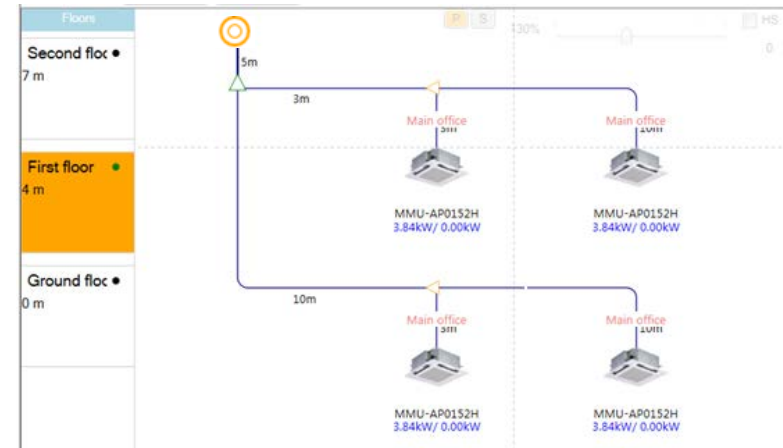 Floors
P S
30%
HS
0
Second floc
7 m
5m
3m
Main office
3m
Main office
10m
First floor
4 m
MMU-AP0152H
3.84kW/ 0.00kW
MMU-AP0152H
3.84kW/ 0.00kW
Ground floc
0 m
10m
Main office
3m
Main office
10m
MMU-AP0152H
3.84kW/ 0.00kW
MMU-AP0152H
3.84kW/ 0.00kW